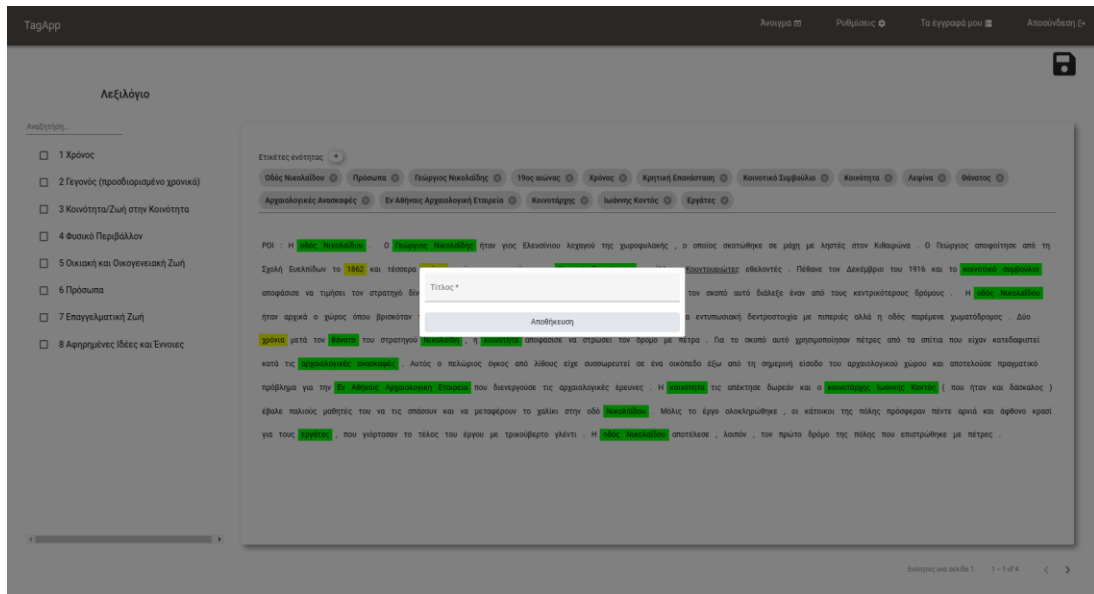 TagApp
Άνοιγμα
Ρυθμίσεις
Τα έγγραφά μου
Αποσύνδεση
Λεξιλόγιο
Αναζήτηση...
1 Χρόνος
2 Γεγονός (προσδιορισμένο χρονικά)
3 Κοινότητα/Ζωή στην Κοινότητα
4 Φυσικό Περιβάλλον
5 Οικιακή και Οικογενειακή Ζωή
6 Πρόσωπα
7 Επαγγελματική Ζωή
8 Αφηρημένες Ιδέες και Έννοιες
Ετικέτες ενότητας +
Οδός Νικολαΐδου Πρόσωπα Γεώργιος Νικολαΐδης 19ος αιώνας Χρόνος Κρητική Επανάσταση Κοινοτικό Συμβούλιο Κοινότητα Λεψίνα Θάνατος
Αρχαιολογικές Ανασκαφές Εν Αθήναις Αρχαιολογική Εταιρεία Κοινοτάρχης Ιωάννης Κοντός Εργάτες
POI : Η οδός Νικολαΐδου . Ο Γεώργιος Νικολαΐδης ήταν γιος Ελευσίνιου λοχαγού της χωροφυλακής , ο οποίος σκοτώθηκε σε μάχη με ληστές στον Κιθαιρώνα . Ο Γεώργιος αποφοίτησε από τη
Σχολή Ευελπίδων το 1862 και τέσσερα Κουντουριώτες εθελοντές . Πέθανε τον Δεκέμβριο του 1916 και το κοινοτικό συμβούλιο
αποφάσισε να τιμήσει τον στρατηγό τον σκοπό αυτό διάλεξε έναν από τους κεντρικότερους δρόμους . Η οδός Νικολαΐδου
ήταν αρχικά ο χώρος όπου βρισκόταν εντυπωσιακή δεντροστοιχία με πιπεριές αλλά η οδός παρέμενε χωματόδρομος . Δύο
χρόνια μετά τον θάνατο του στρατηγού Νικολαΐδη , η κοινότητα αποφάσισε να στρώσει τον δρόμο με πέτρα . Για το σκοπό αυτό χρησιμοποίησαν πέτρες από τα σπίτια που είχαν κατεδαφιστεί
κατά τις αρχαιολογικές ανασκαφές . Αυτός ο πελώριος όγκος από λίθους είχε συσσωρευτεί σε ένα οικόπεδο έξω από τη σημερινή είσοδο του αρχαιολογικού χώρου και αποτελούσε πραγματικό
πρόβλημα για την Εν Αθήναις Αρχαιολογική Εταιρεία που διενεργούσε τις αρχαιολογικές έρευνες . Η κοινότητα τις απέκτησε δωρεάν και ο κοινοτάρχης Ιωάννης Κοντός ( που ήταν και δάσκαλος )
έβαλε παλιούς μαθητές του να τις σπάσουν και να μεταφέρουν το χαλίκι στην οδό Νικολαΐδου . Μόλις το έργο ολοκληρώθηκε , οι κάτοικοι της πόλης πρόσφεραν πέντε αρνιά και άφθονο κρασί
για τους εργάτες , που γιόρτασαν το τέλος του έργου με τρικούβερτο γλέντι . Η οδός Νικολαΐδου αποτέλεσε , λοιπόν , τον πρώτο δρόμο της πόλης που επιστρώθηκε με πέτρες .
Τίτλος *
Αποθήκευση
Ενότητες ανά σελίδα 1 1 – 1 of 4